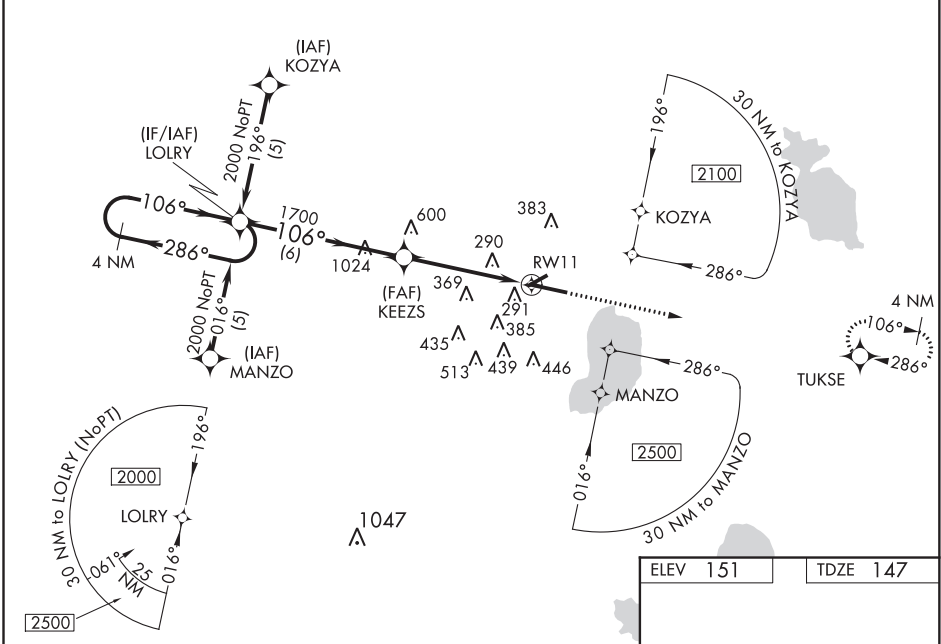 (IAF)
KOZYA
2000 NoPT
196°
(5)
(IF/IAF)
LOLRY
106°
286°
4 NM
1700
106°
(6)
1024
600
(FAF)
KEEZS
383
290
369
RW11
291
385
435
513
439
446
2000 NoPT
016°
(5)
(IAF)
MANZO
30 NM to KOZYA
196°
2100
KOZYA
286°
4 NM
106°
286°
TUKSE
286°
MANZO
2500
016°
30 NM to MANZO
30 NM to LOLRY (NoPT)
196°
2000
LOLRY
016°
061°
25
NM
2500
1047
ELEV 151
TDZE 147